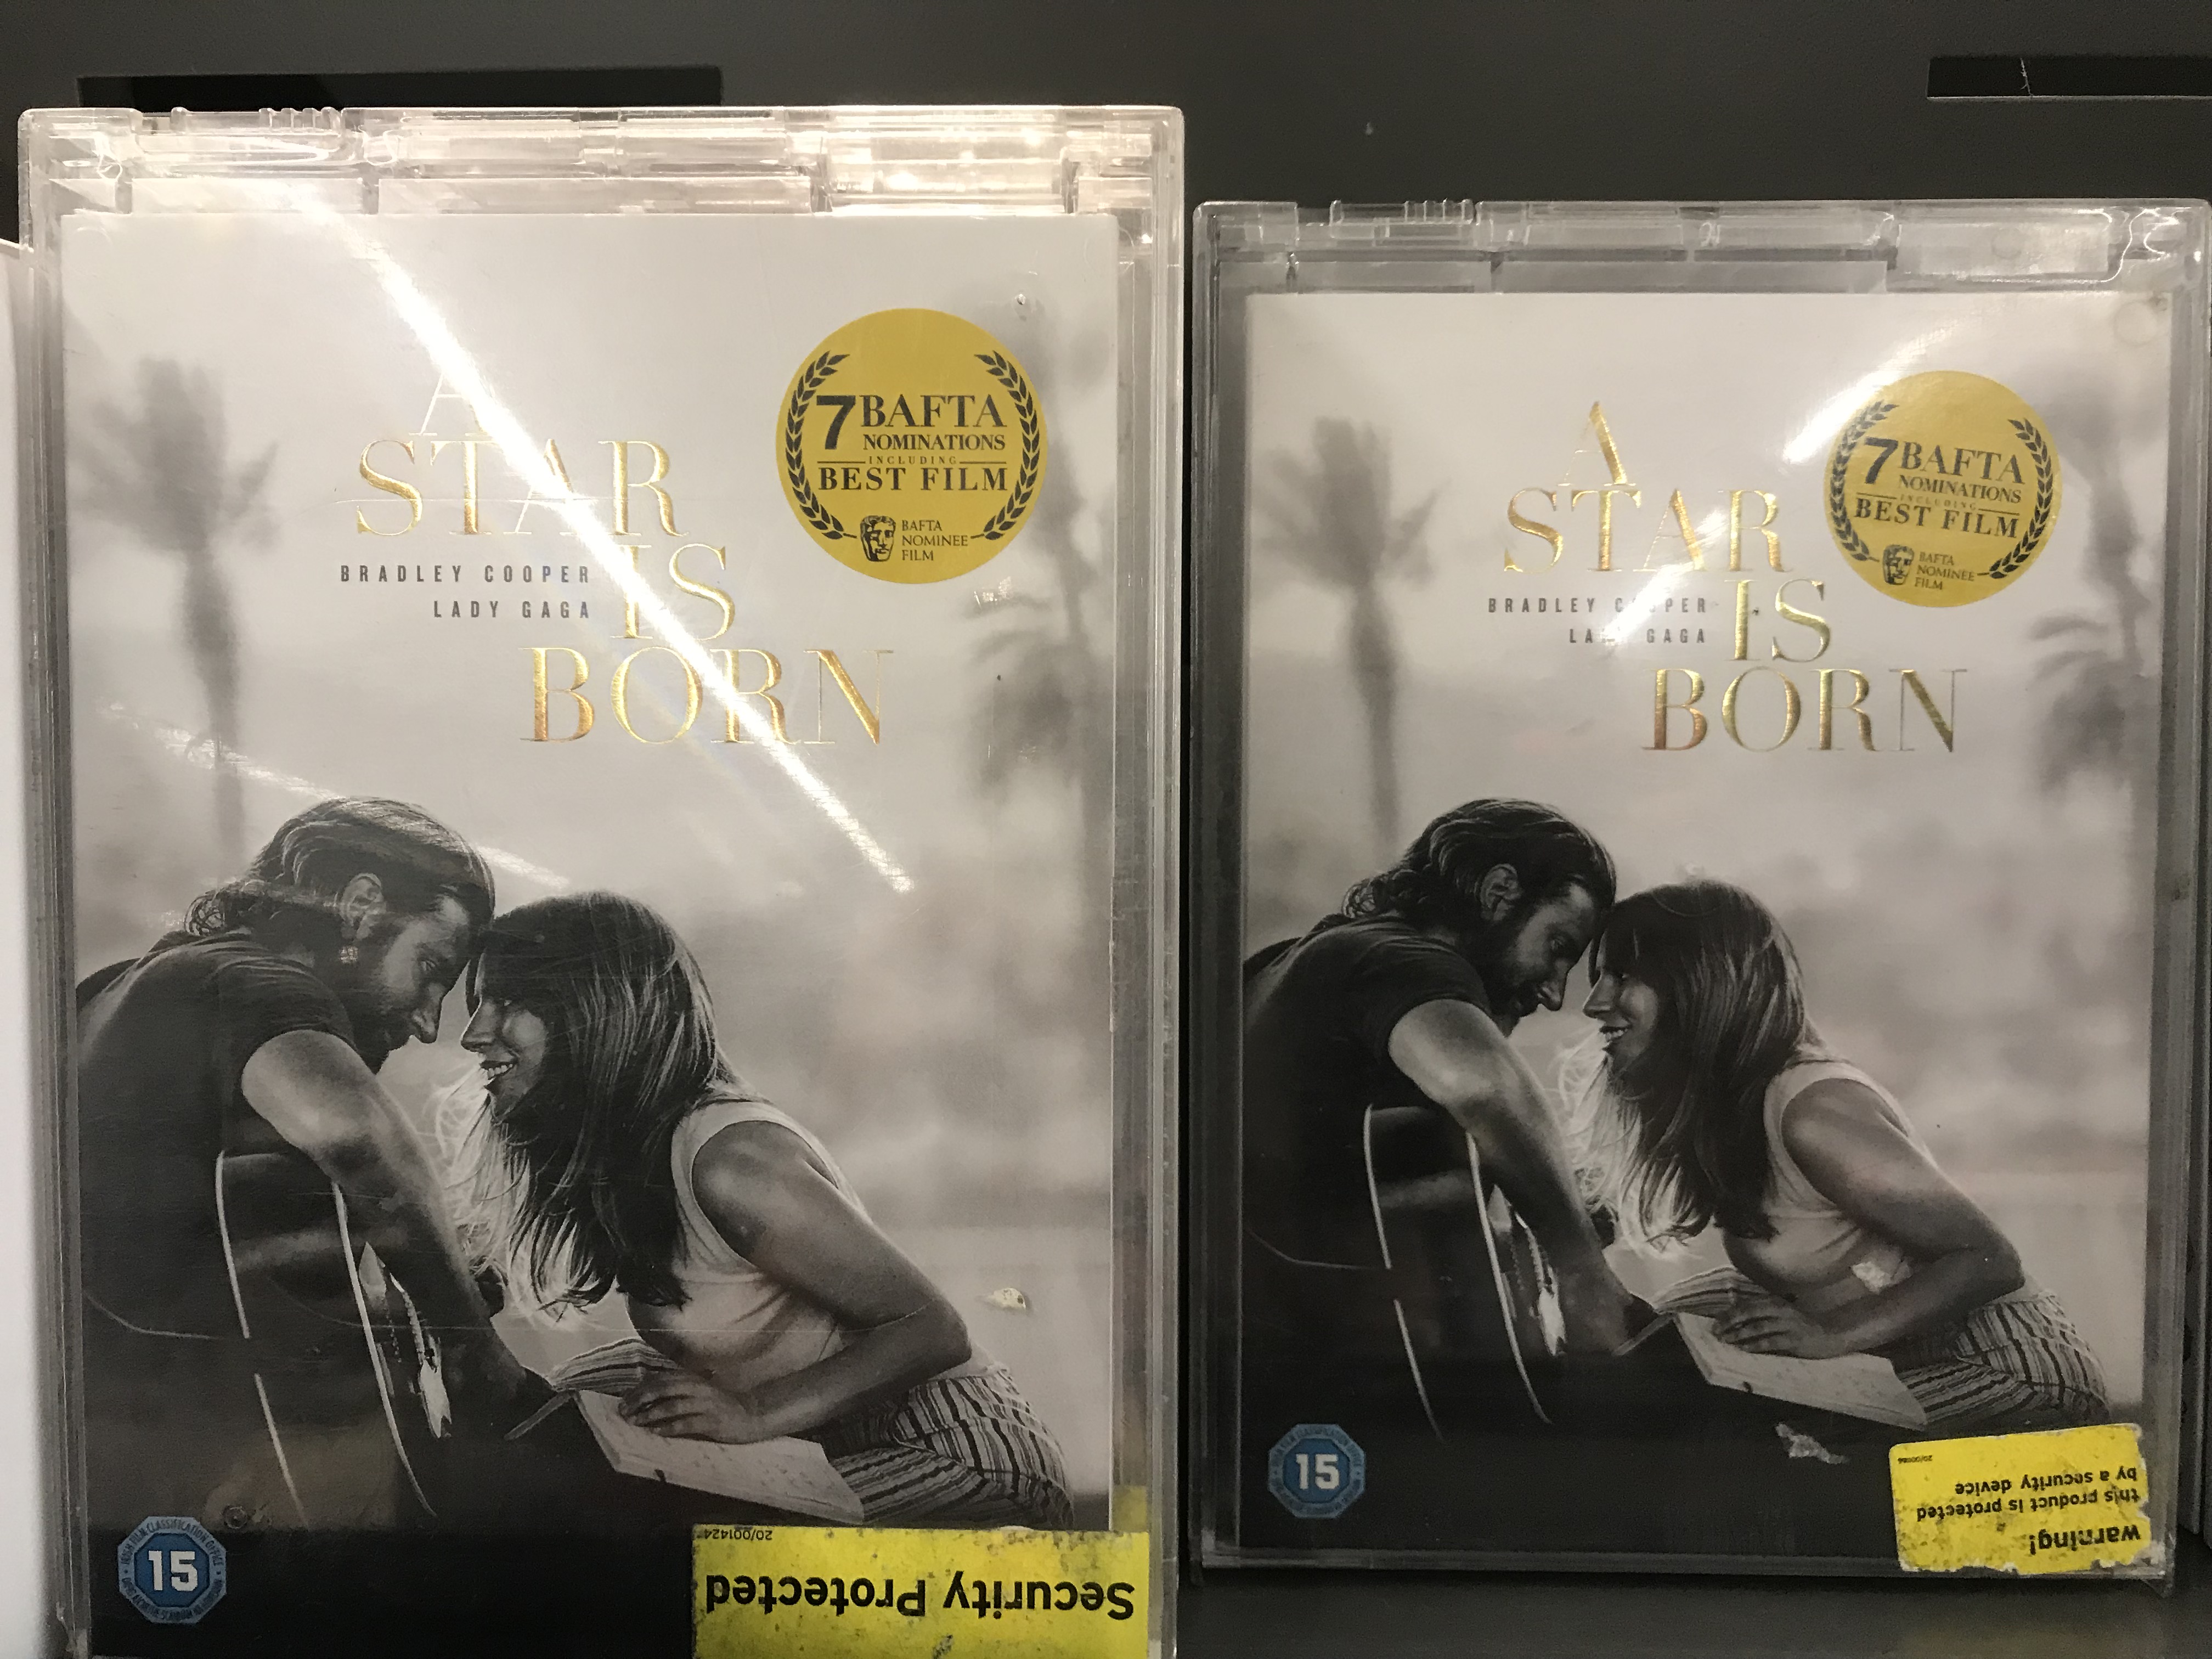 A
STAR
IS
BORN
BRADLEY COOPER
LADY GAGA
7 BAFTA
NOMINATIONS
INCLUDING
BEST FILM
BAFTA
NOMINEE
FILM
15
20/001424
Security Protected
A
STAR
IS
BORN
BRADLEY COOPER
LADY GAGA
7 BAFTA
NOMINATIONS
INCLUDING
BEST FILM
BAFTA
NOMINEE
FILM
15
warning!
this product is protected
by a security device